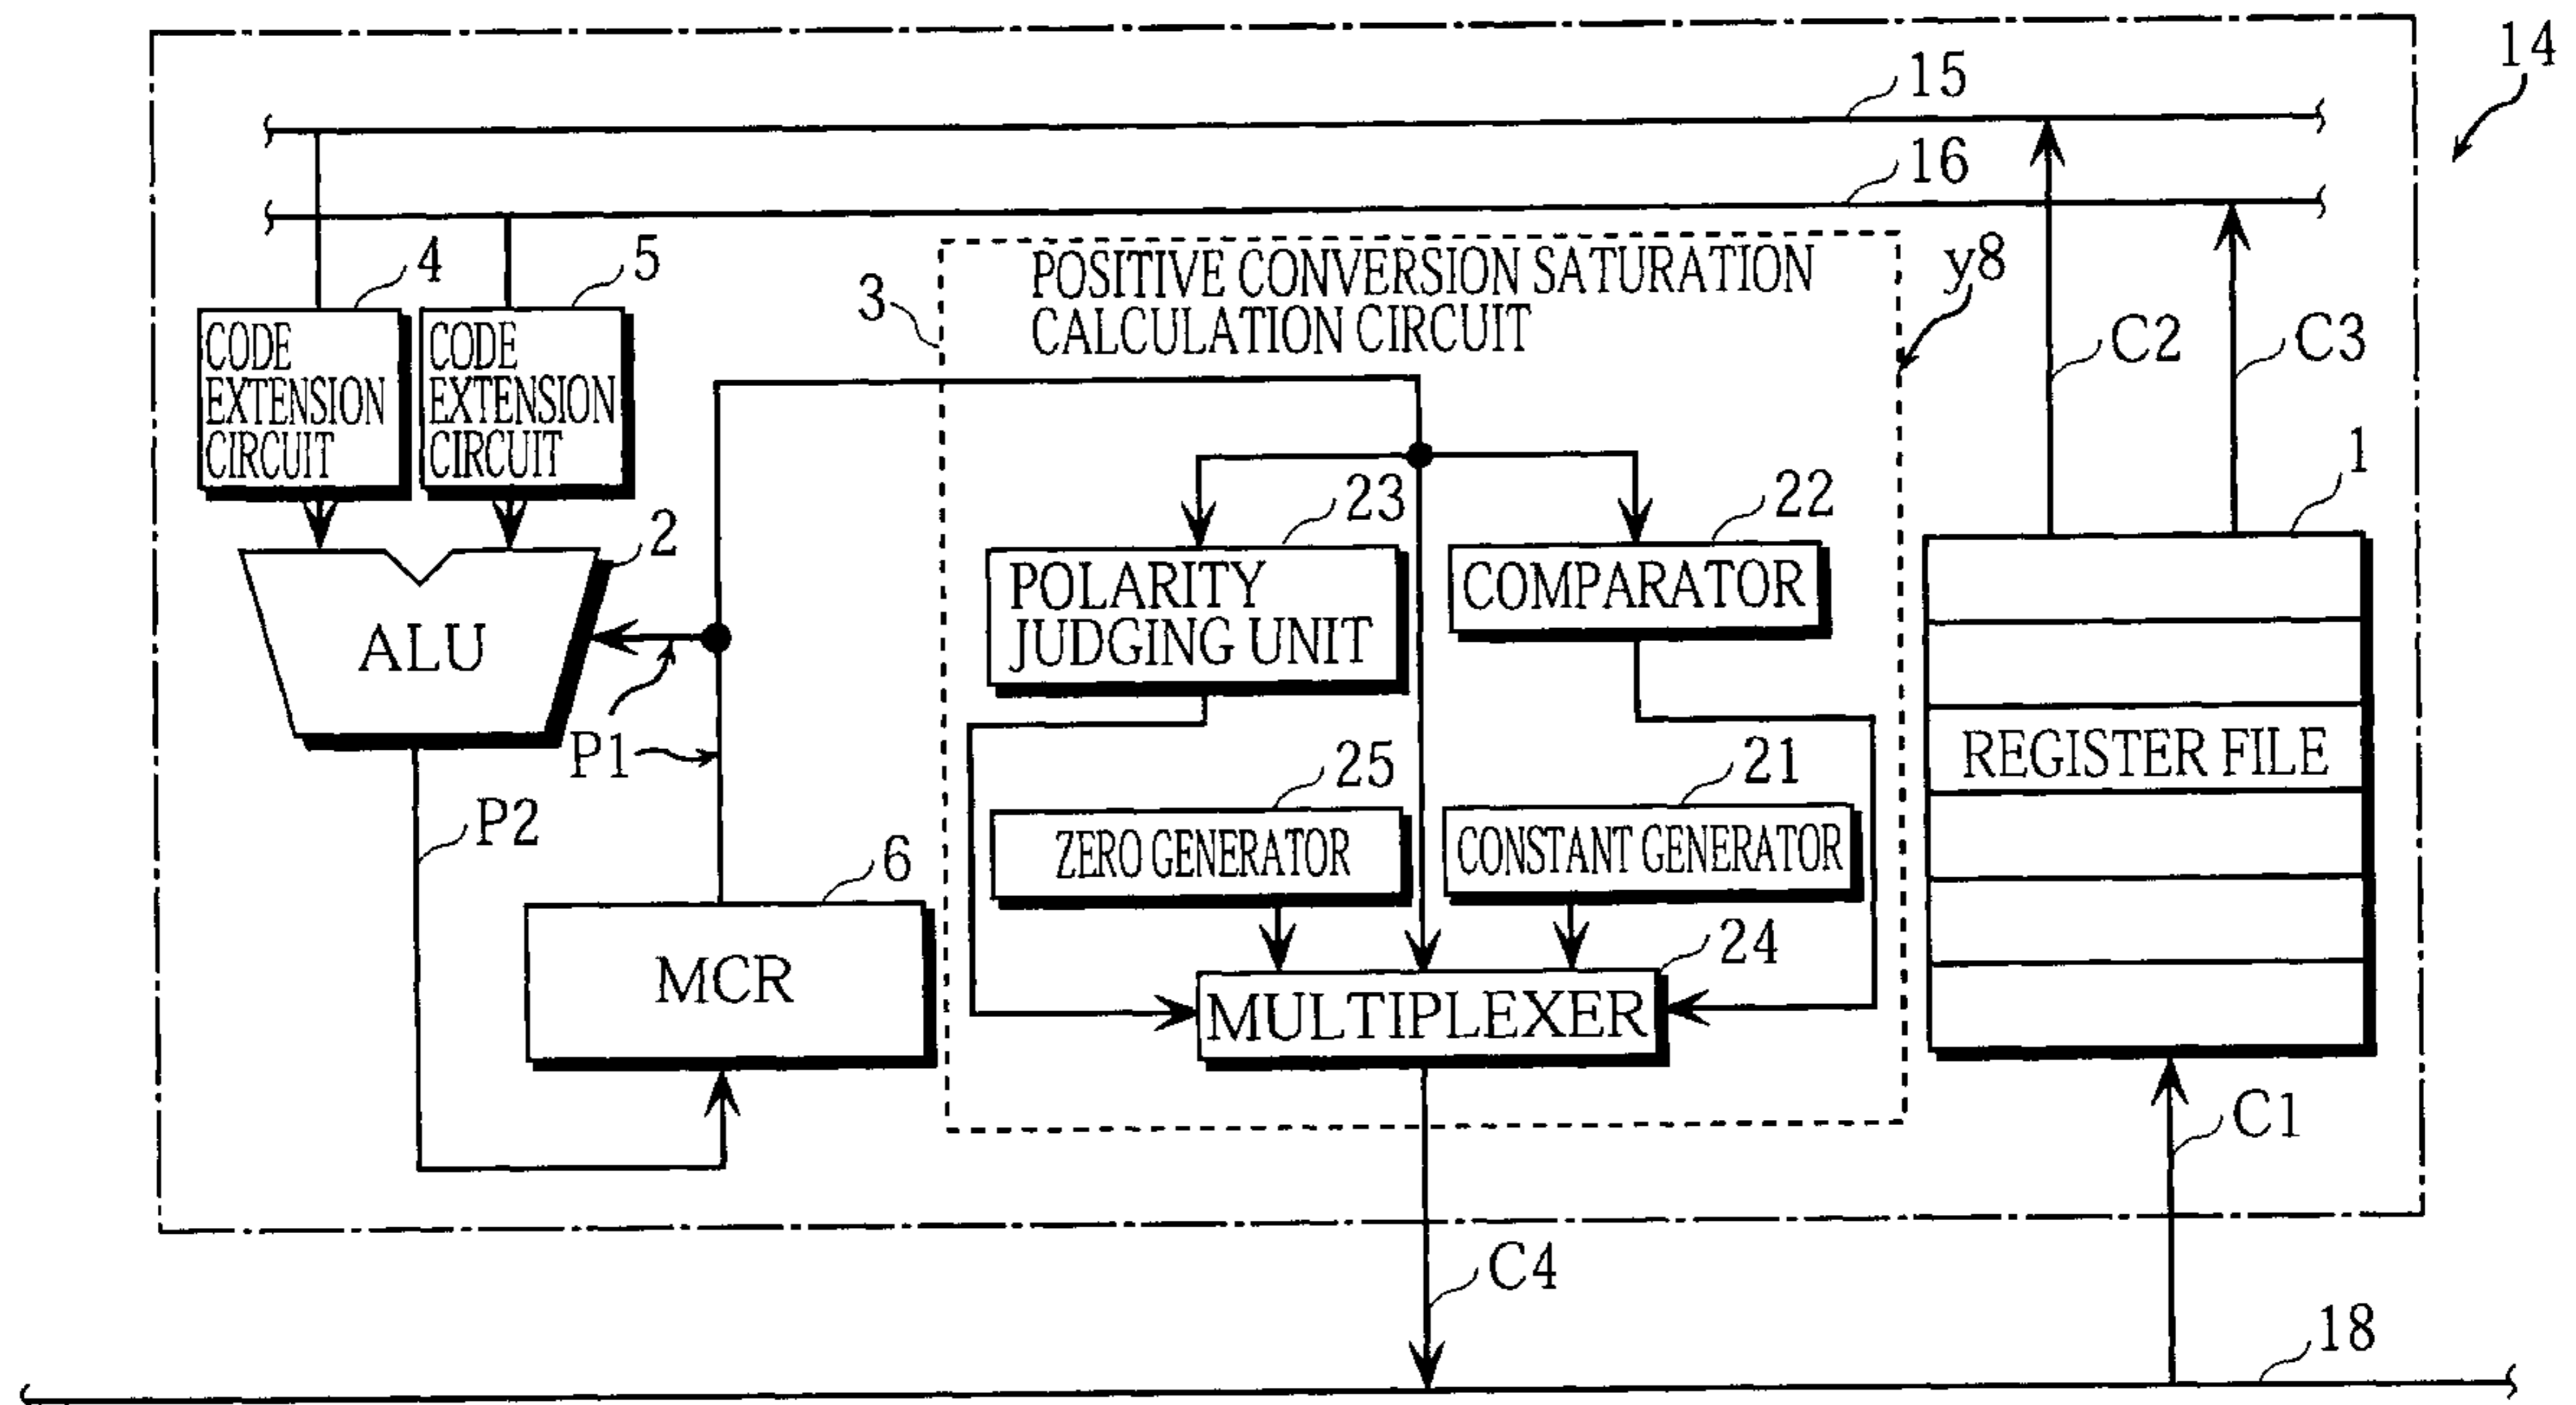 14
15
16
4
5
3
POSITIVE CONVERSION SATURATION
CALCULATION CIRCUIT
y8
CODE
EXTENSION
CIRCUIT
CODE
EXTENSION
CIRCUIT
C2
C3
1
2
23
22
POLARITY
JUDGING UNIT
COMPARATOR
ALU
P1
REGISTER FILE
25
21
P2
ZERO GENERATOR
CONSTANT GENERATOR
6
24
MCR
MULTIPLEXER
C1
C4
18